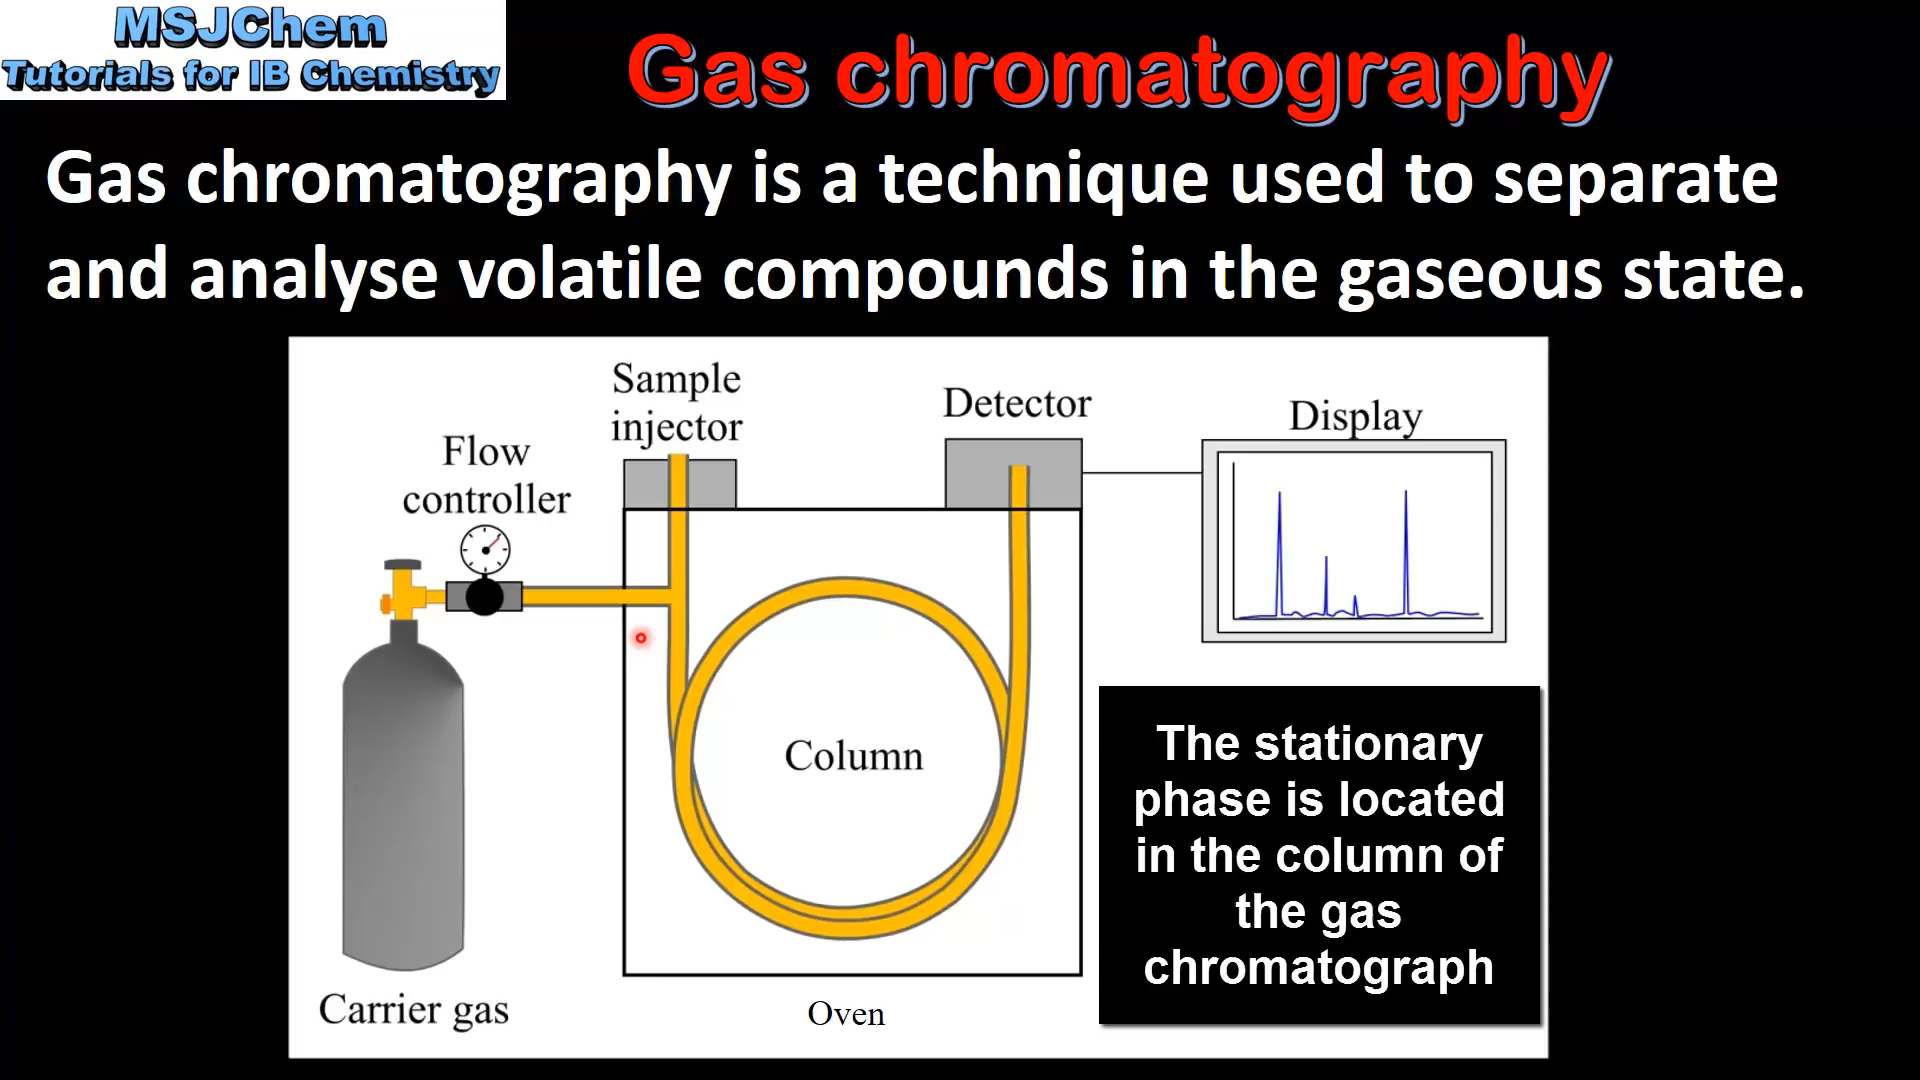 MSJChem
Tutorials for IB Chemistry
Gas chromatography
Gas chromatography is a technique used to separate
and analyse volatile compounds in the gaseous state.
Sample
injector
Detector
Display
Flow
controller
Column
The stationary
phase is located
in the column of
the gas
chromatograph
Carrier gas
Oven